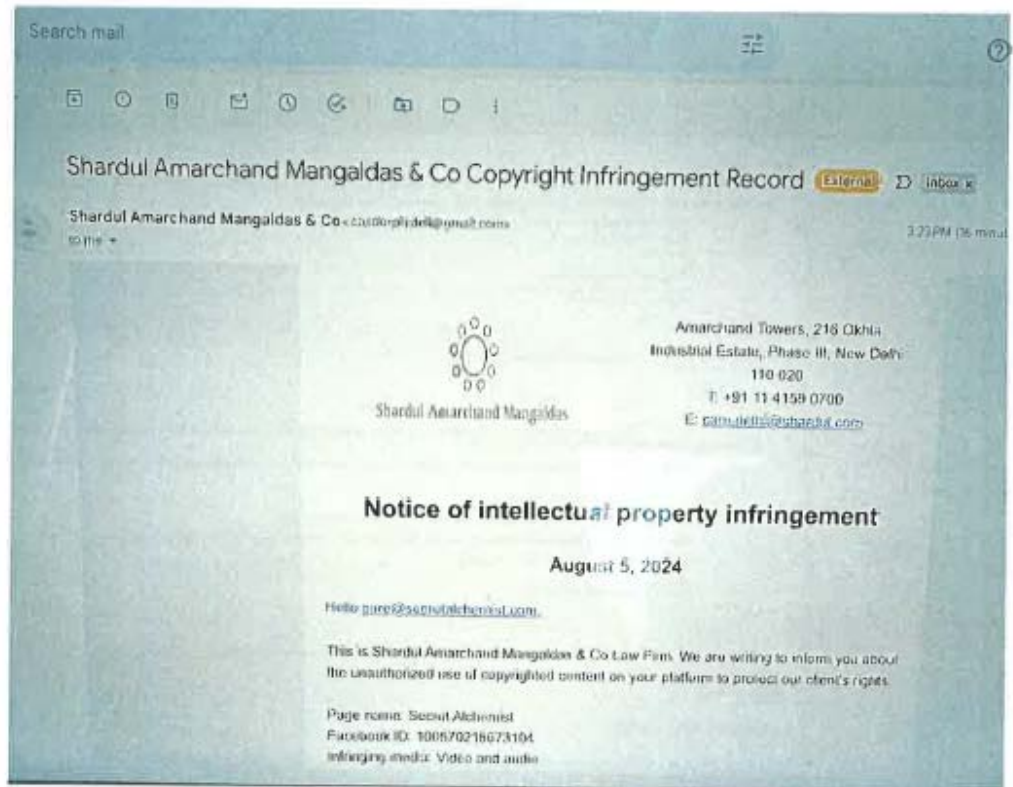 Search mail
Shardul Amarchand Mangaldas & Co Copyright Infringement Record External Inbox x
Shardul Amarchand Mangaldas & Co
to me
3:23 PM
Amarchand Towers, 216 Okhla
Industrial Estate, Phase III, New Delhi
110 020
T: +91 11 4159 0700
E:
Shardul Amarchand Mangaldas
Notice of intellectual property infringement
August 5, 2024
Hello
This is Shardul Amarchand Mangaldas & Co Law Firm. We are writing to inform you about
the unauthorized use of copyrighted content on your platform to protect our client's rights.
Page name: Secret Alchemist
Facebook ID:
Infringing media: Video and audio